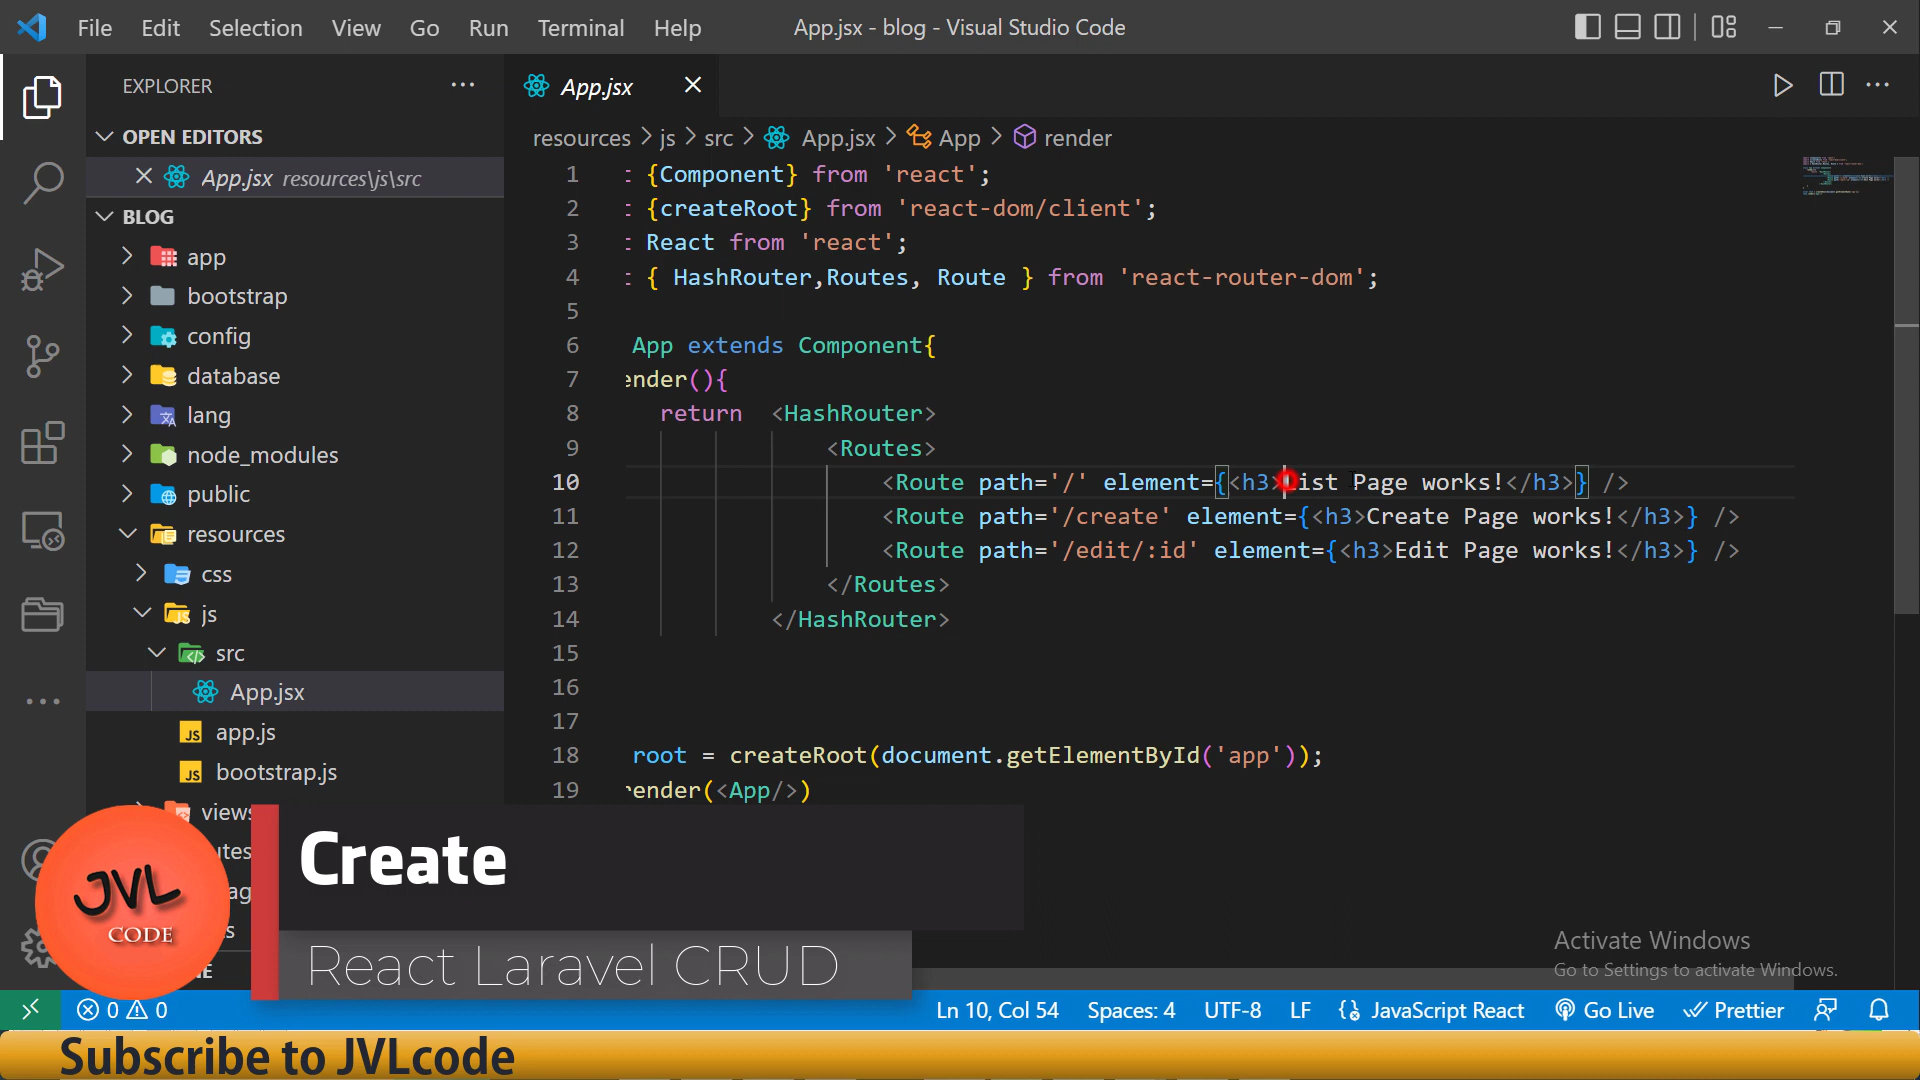 File Edit Selection View Go Run Terminal Help App.jsx - blog - Visual Studio Code
EXPLORER
App.jsx
OPEN EDITORS
App.jsx resources\js\src
BLOG
app
bootstrap
config
database
lang
node_modules
public
resources
css
js
src
App.jsx
app.js
bootstrap.js
views
resources > js > src > App.jsx > App > render
1 : {Component} from 'react';
2 : {createRoot} from 'react-dom/client';
3 : React from 'react';
4 : { HashRouter,Routes, Route } from 'react-router-dom';
5
6 App extends Component{
7 ender(){
8 return <HashRouter>
9 <Routes>
10 <Route path='/' element={<h3>List Page works!</h3>} />
11 <Route path='/create' element={<h3>Create Page works!</h3>} />
12 <Route path='/edit/:id' element={<h3>Edit Page works!</h3>} />
13 </Routes>
14 </HashRouter>
15
16
17
18 root = createRoot(document.getElementById('app'));
19 render(<App/>)
JVL
CODE
Create
React Laravel CRUD
Activate Windows
Go to Settings to activate Windows.
0 0 Ln 10, Col 54 Spaces: 4 UTF-8 LF JavaScript React Go Live Prettier
Subscribe to JVLcode